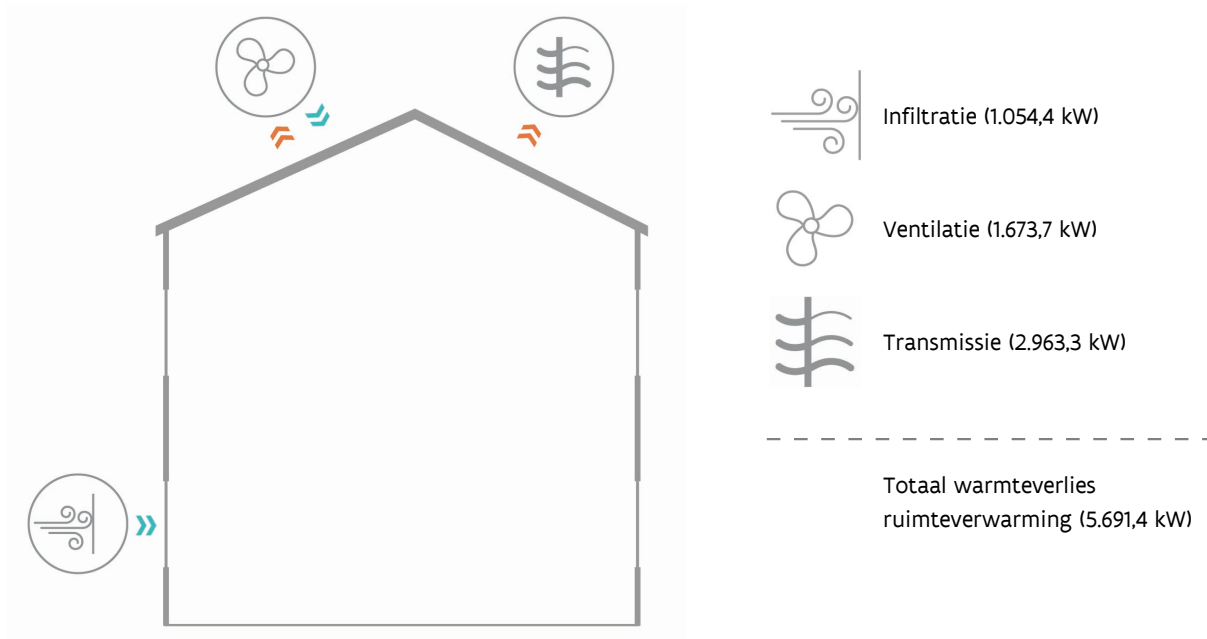 Infiltratie (1.054,4 kW)
Ventilatie (1.673,7 kW)
Transmissie (2.963,3 kW)
Totaal warmteverlies
ruimteverwarming (5.691,4 kW)